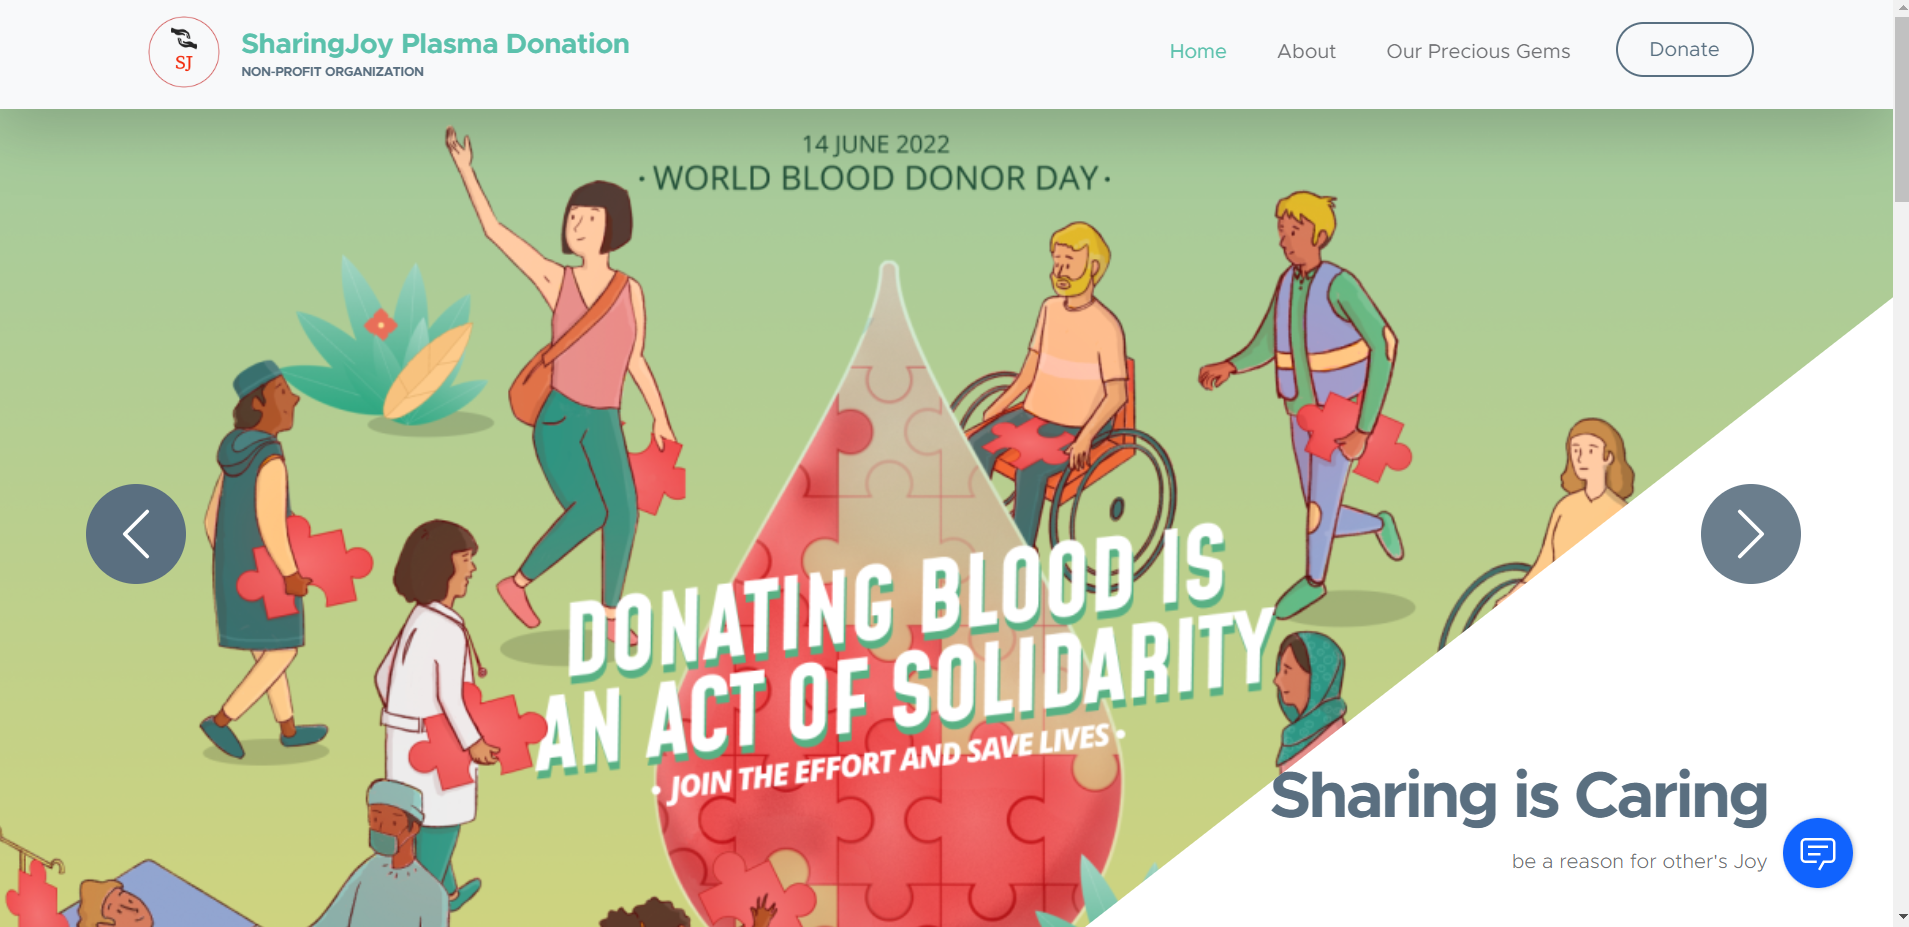 SJ
SharingJoy Plasma Donation
NON-PROFIT ORGANIZATION
Home
About
Our Precious Gems
Donate
14 JUNE 2022
· WORLD BLOOD DONOR DAY ·
DONATING BLOOD IS
AN ACT OF SOLIDARITY
· JOIN THE EFFORT AND SAVE LIVES ·
Sharing is Caring
be a reason for other's Joy